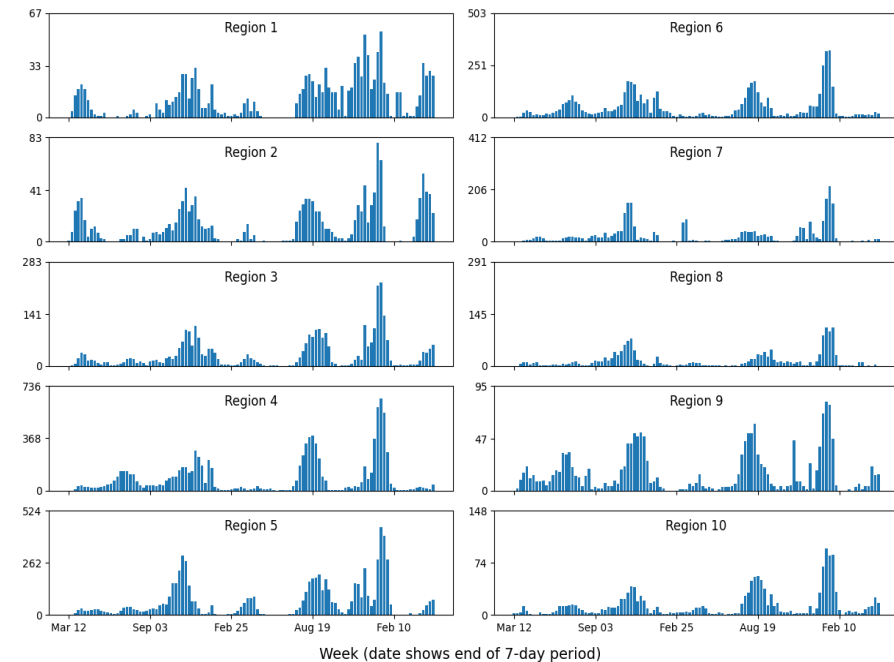 67
33
0
Region 1
503
251
0
Region 6
83
41
0
Region 2
412
206
0
Region 7
283
141
0
Region 3
291
145
0
Region 8
736
368
0
Region 4
95
47
0
Region 9
524
262
0
Region 5
148
74
0
Region 10
Mar 12 Sep 03 Feb 25 Aug 19 Feb 10
Mar 12 Sep 03 Feb 25 Aug 19 Feb 10
Week (date shows end of 7-day period)